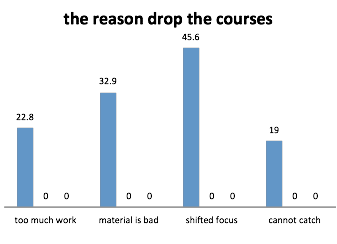 the reason drop the courses
45.6
32.9
22.8
19
0 0 0 0 0 0 0 0
too much work material is bad shifted focus cannot catch